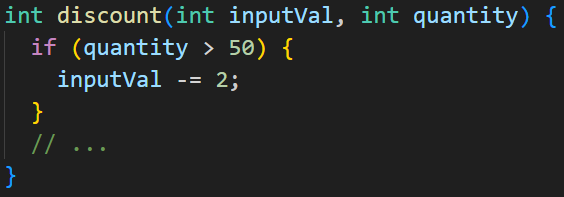 int discount(int inputVal, int quantity) {
  if (quantity > 50) {
    inputVal -= 2;
  }
  // ...
}